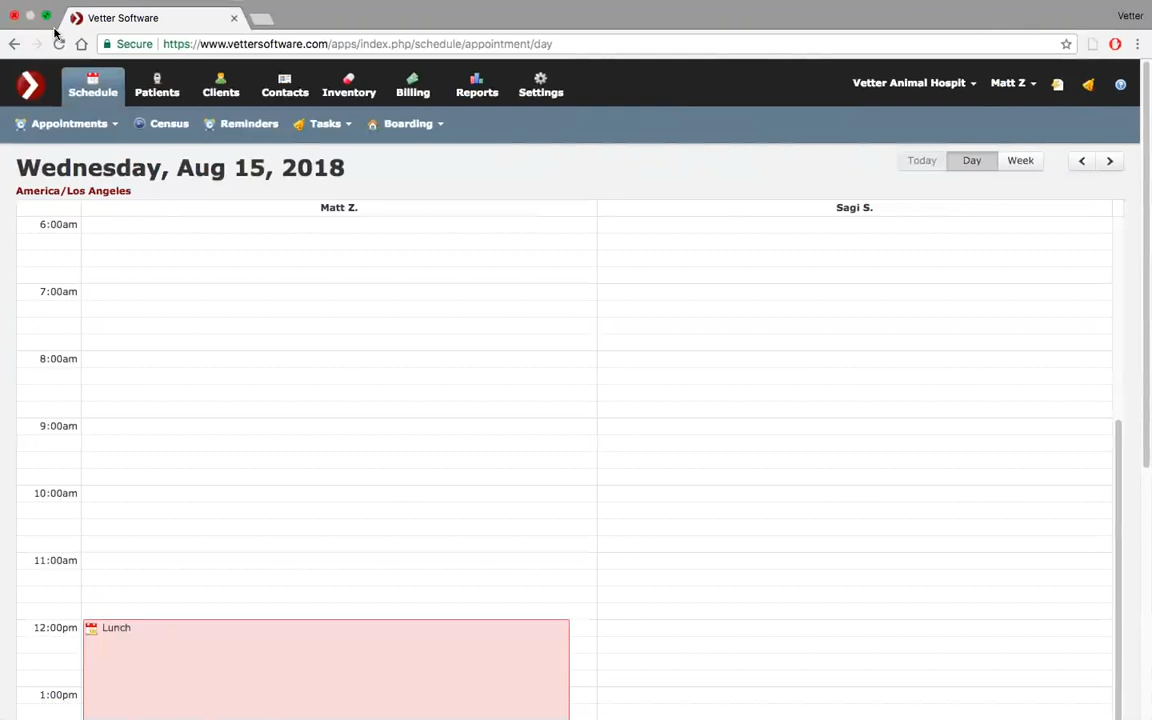 Vetter Software
Vetter
Secure https://www.vettersoftware.com/apps/index.php/schedule/appointment/day
Schedule Patients Clients Contacts Inventory Billing Reports Settings
Vetter Animal Hospit Matt Z
Appointments Census Reminders Tasks Boarding
Wednesday, Aug 15, 2018
Today Day Week
America/Los Angeles
Matt Z. Sagi S.
6:00am
7:00am
8:00am
9:00am
10:00am
11:00am
12:00pm Lunch
1:00pm